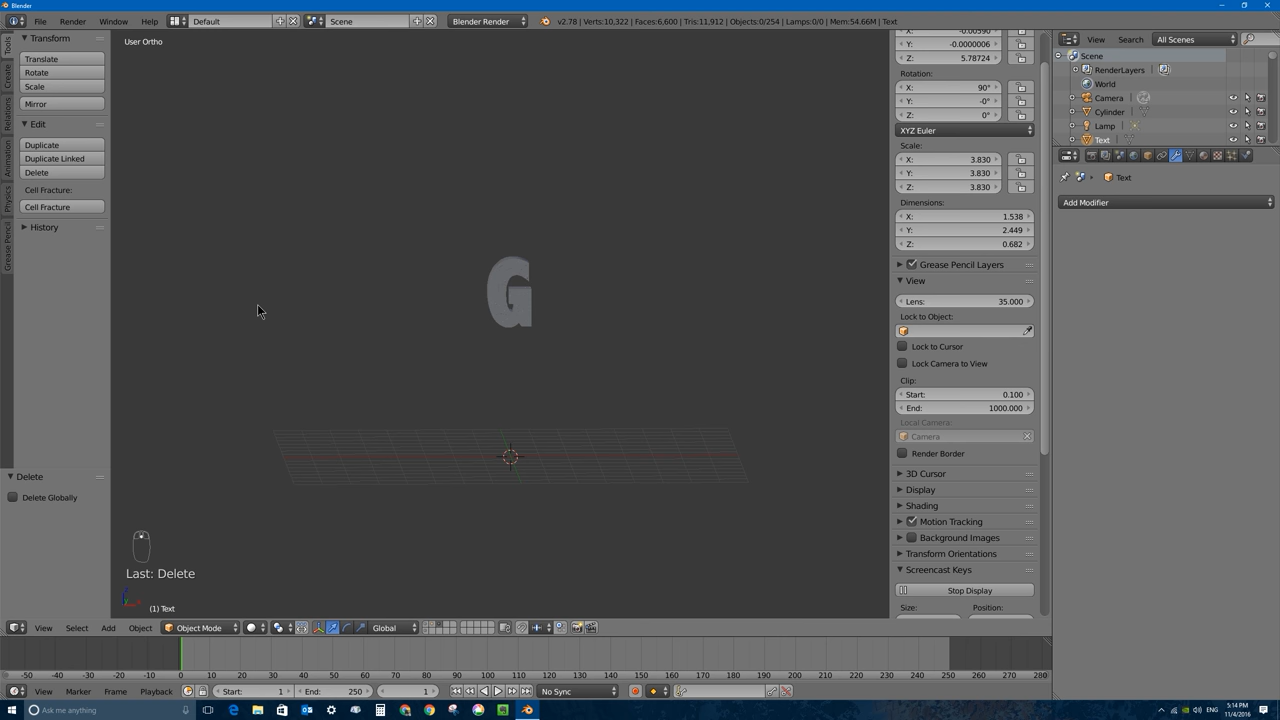 Blender
File Render Window Help Default Scene Blender Render v2.78 | Verts:10,322 | Faces:6,600 | Tris:11,912 | Objects:0/254 | Lamps:0/0 | Mem:54.66M | Text
Tools
Create
Relations
Animation
Physics
Grease Pencil
Transform
Translate
Rotate
Scale
Mirror
Edit
Duplicate
Duplicate Linked
Delete
Cell Fracture:
Cell Fracture
History
Delete
Delete Globally
User Ortho
G
Last: Delete
(1) Text
X: -0.00590
Y: -0.0000006
Z: 5.78724
Rotation:
X: 90°
Y: -0°
Z: 0°
XYZ Euler
Scale:
X: 3.830
Y: 3.830
Z: 3.830
Dimensions:
X: 1.538
Y: 2.449
Z: 0.682
Grease Pencil Layers
View
Lens: 35.000
Lock to Object:
Lock to Cursor
Lock Camera to View
Clip:
Start: 0.100
End: 1000.000
Local Camera:
Camera
Render Border
3D Cursor
Display
Shading
Motion Tracking
Background Images
Transform Orientations
Screencast Keys
Stop Display
Size: Position:
View Search All Scenes
Scene
RenderLayers
World
Camera
Cylinder
Lamp
Text
Text
Add Modifier
View Select Add Object Object Mode Global
-50 -40 -30 -20 -10 0 10 20 30 40 50 60 70 80 90 100 110 120 130 140 150 160 170 180 190 200 210 220 230 240 250 260 270 280
View Marker Frame Playback Start: 1 End: 250 1 No Sync
Ask me anything
5:14 PM
11/4/2016